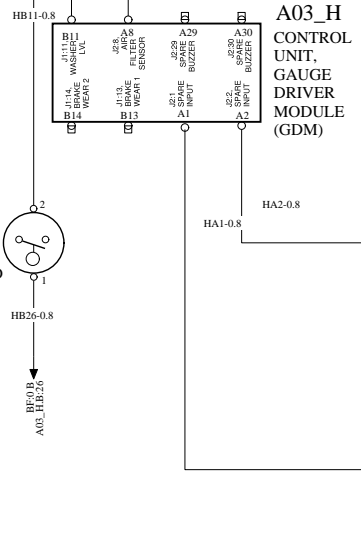 HB11-0.8
A03_H
CONTROL
UNIT,
GAUGE
DRIVER
MODULE
(GDM)
B11
A8
A29
A30
J1:11,
WASHER
LVL
J2:8,
AIR
FILTER
SENSOR
J2:29
SPARE
BUZZER
J2:30
SPARE
BUZZER
J1:14,
BRAKE
WEAR 2
J1:13,
BRAKE
WEAR 1
J2:1
SPARE
INPUT
J2:2,
SPARE
INPUT
B14
B13
A1
A2
2
HA2-0.8
HA1-0.8
1
HB26-0.8
BF:0 B
A03_H.B:26